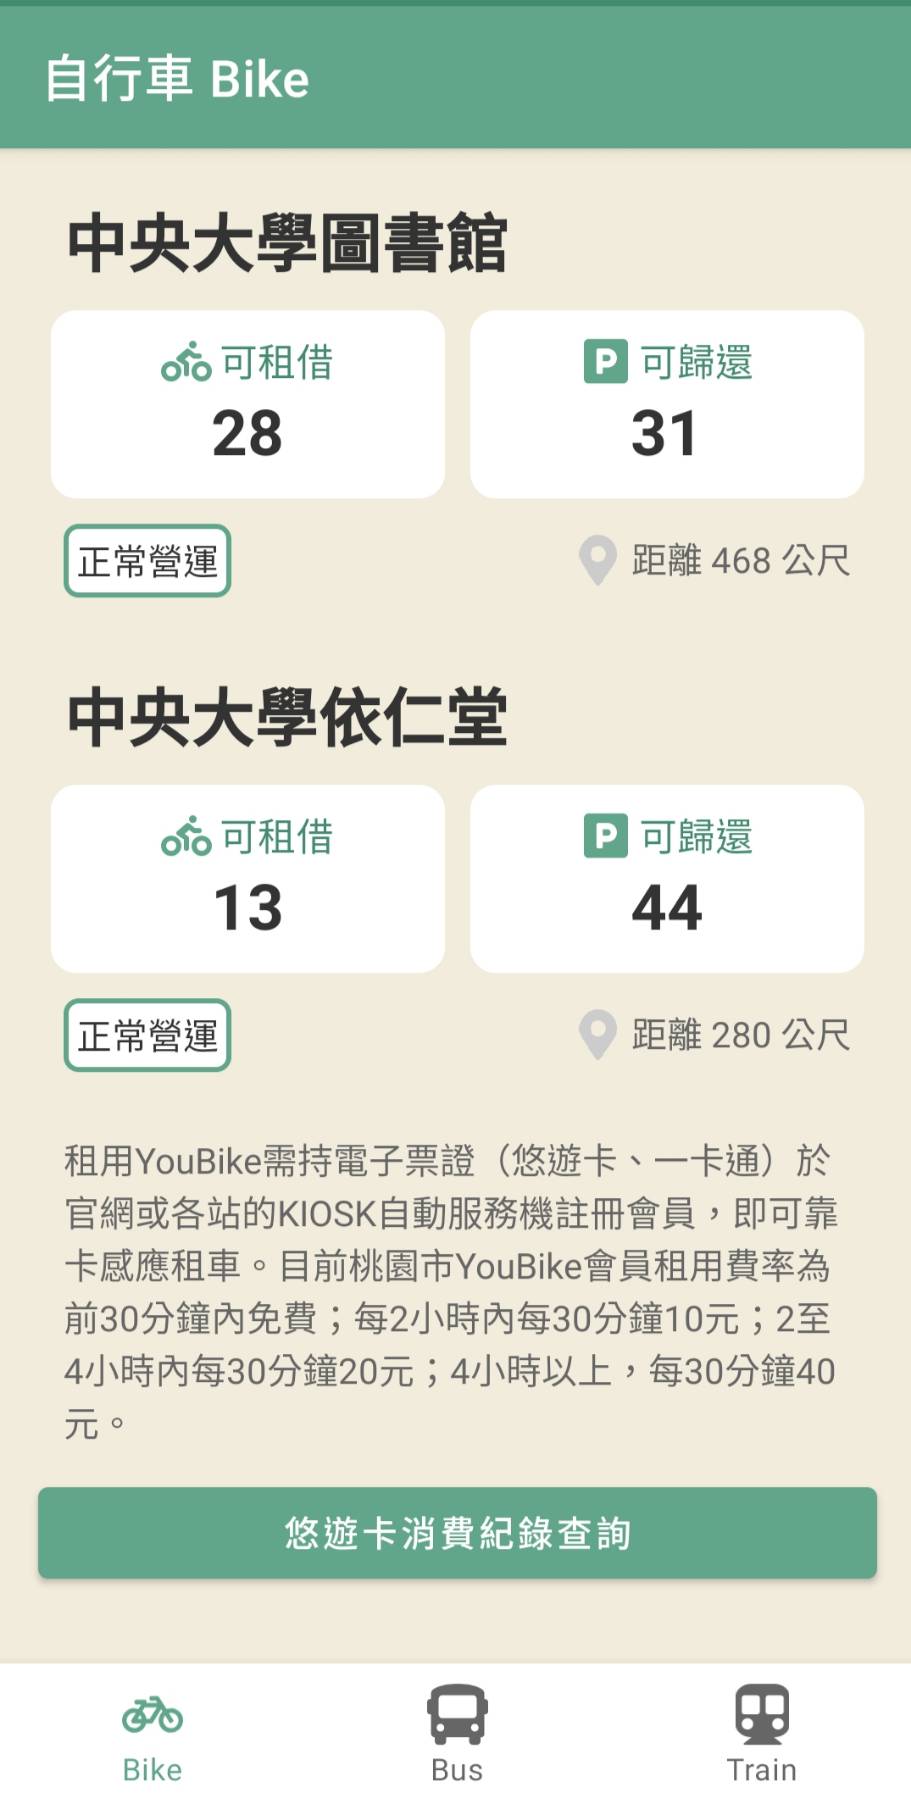 自行車 Bike
中央大學圖書館
可租借
28
P 可歸還
31
正常營運
距離 468 公尺
中央大學依仁堂
可租借
13
P 可歸還
44
正常營運
距離 280 公尺
租用YouBike需持電子票證（悠遊卡、一卡通）於
官網或各站的KIOSK自動服務機註冊會員，即可靠
卡感應租車。目前桃園市YouBike會員租用費率為
前30分鐘內免費；每2小時內每30分鐘10元；2至
4小時內每30分鐘20元；4小時以上，每30分鐘40
元。
悠遊卡消費紀錄查詢
Bike
Bus
Train